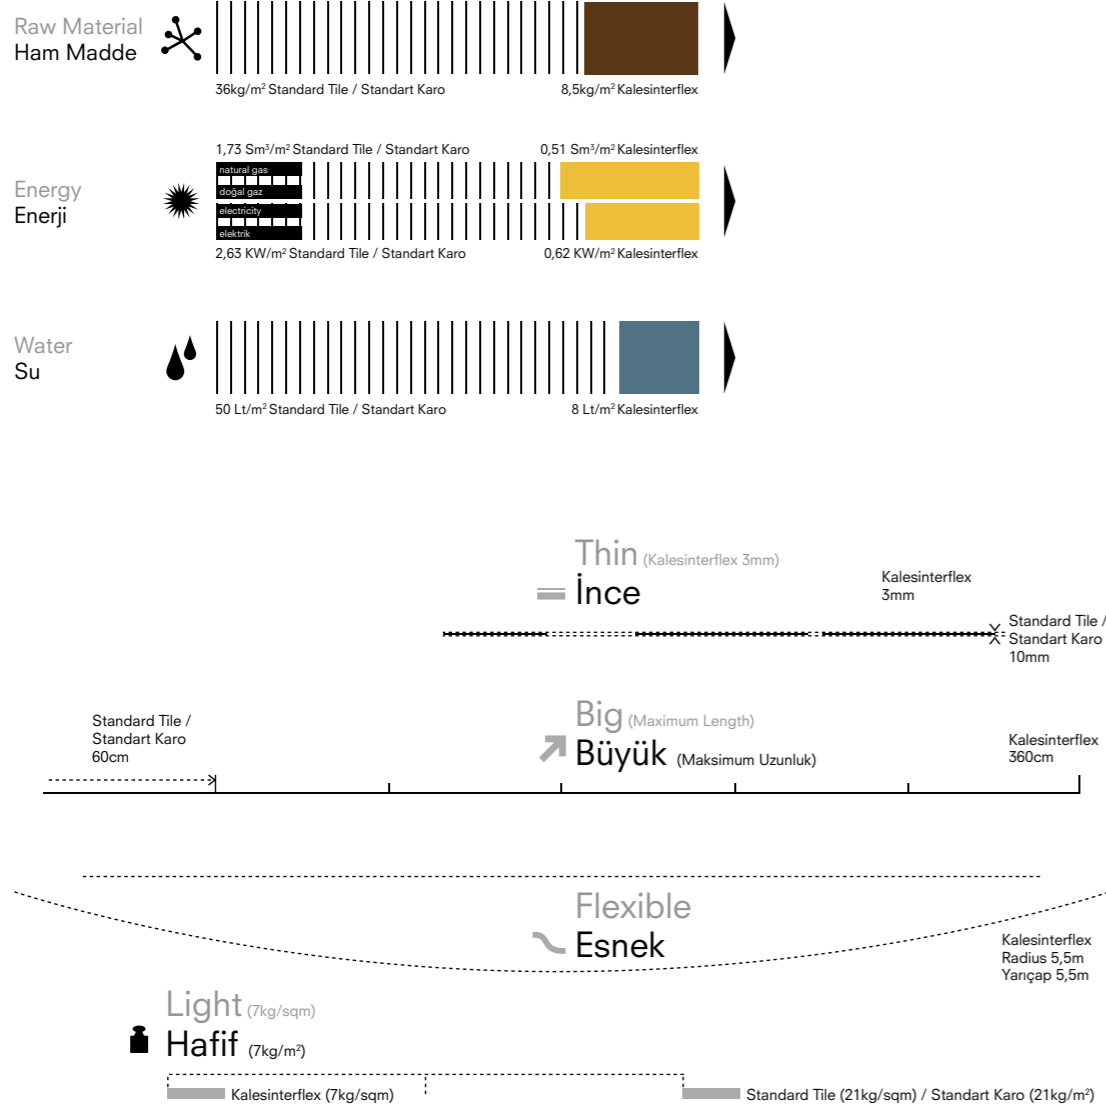 Raw Material
Ham Madde
36kg/m² Standard Tile / Standart Karo
8,5kg/m² Kalesinterflex
1,73 Sm³/m² Standard Tile / Standart Karo
0,51 Sm³/m² Kalesinterflex
natural gas
doğal gaz
Energy
Enerji
electricity
elektrik
2,63 KW/m² Standard Tile / Standart Karo
0,62 KW/m² Kalesinterflex
Water
Su
50 Lt/m² Standard Tile / Standart Karo
8 Lt/m² Kalesinterflex
Thin (Kalesinterflex 3mm)
İnce
Kalesinterflex
3mm
Standard Tile /
Standart Karo
10mm
Big (Maximum Length)
Büyük (Maksimum Uzunluk)
Standard Tile /
Standart Karo
60cm
Kalesinterflex
360cm
Flexible
Esnek
Kalesinterflex
Radius 5,5m
Yarıçap 5,5m
Light (7kg/sqm)
Hafif (7kg/m²)
Kalesinterflex (7kg/sqm)
Standard Tile (21kg/sqm) / Standart Karo (21kg/m²)